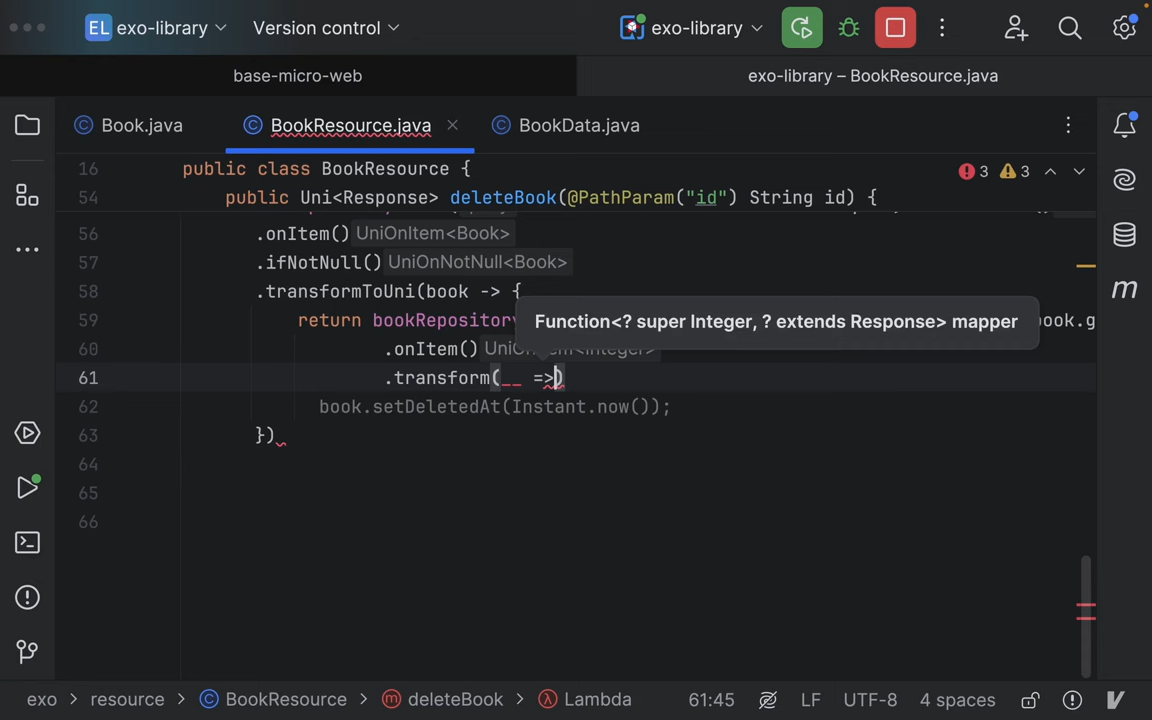 EL exo-library Version control exo-library
base-micro-web exo-library – BookResource.java
Book.java BookResource.java BookData.java
16 public class BookResource { 3 3
54 public Uni<Response> deleteBook(@PathParam("id") String id) {
56 .onItem() UniOnItem<Book>
57 .ifNotNull() UniOnNotNull<Book>
58 .transformToUni(book -> {
59 return bookRepository ook.g
Function<? super Integer, ? extends Response> mapper
60 .onItem() UniOnItem<Integer>
61 .transform(__ =>)
62 book.setDeletedAt(Instant.now());
63 })
64
65
66
exo > resource > BookResource > deleteBook > Lambda 61:45 LF UTF-8 4 spaces